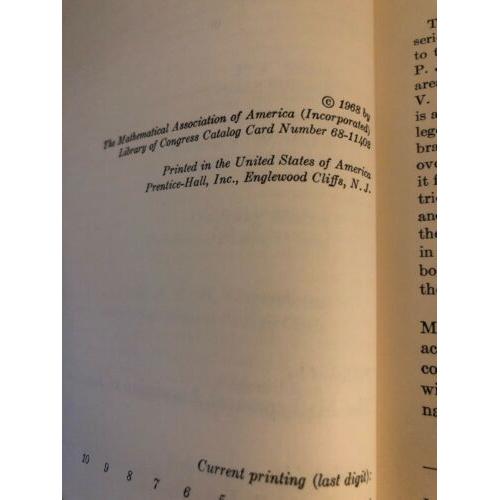 © 1968 by
The Mathematical Association of America (Incorporated)
Library of Congress Catalog Card Number 68-11408
Printed in the United States of America
Prentice-Hall, Inc., Englewood Cliffs, N. J.
Current printing (last digit):
10 9 8 7 6 5
T
seri
to t
P.
area
V.
is a
lege
bra
ove
it f
tri
and
the
in
bo
the
M
ac
co
wi
na